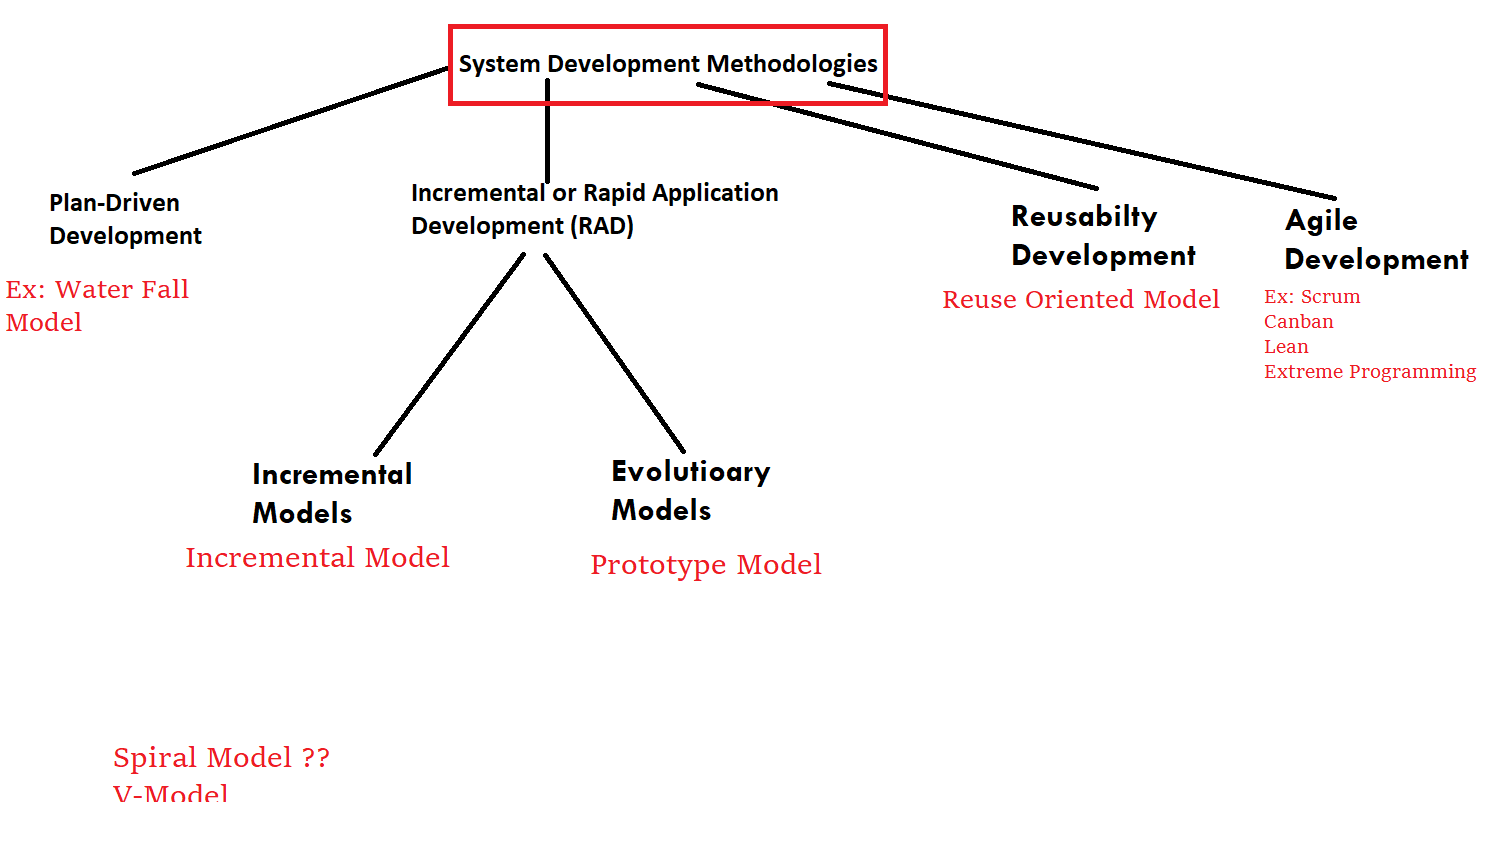 System Development Methodologies
Plan-Driven
Development
Ex: Water Fall
Model
Incremental or Rapid Application
Development (RAD)
Reusabilty
Development
Reuse Oriented Model
Agile
Development
Ex: Scrum
Canban
Lean
Extreme Programming
Incremental
Models
Incremental Model
Evolutioary
Models
Prototype Model
Spiral Model ??
V-Model